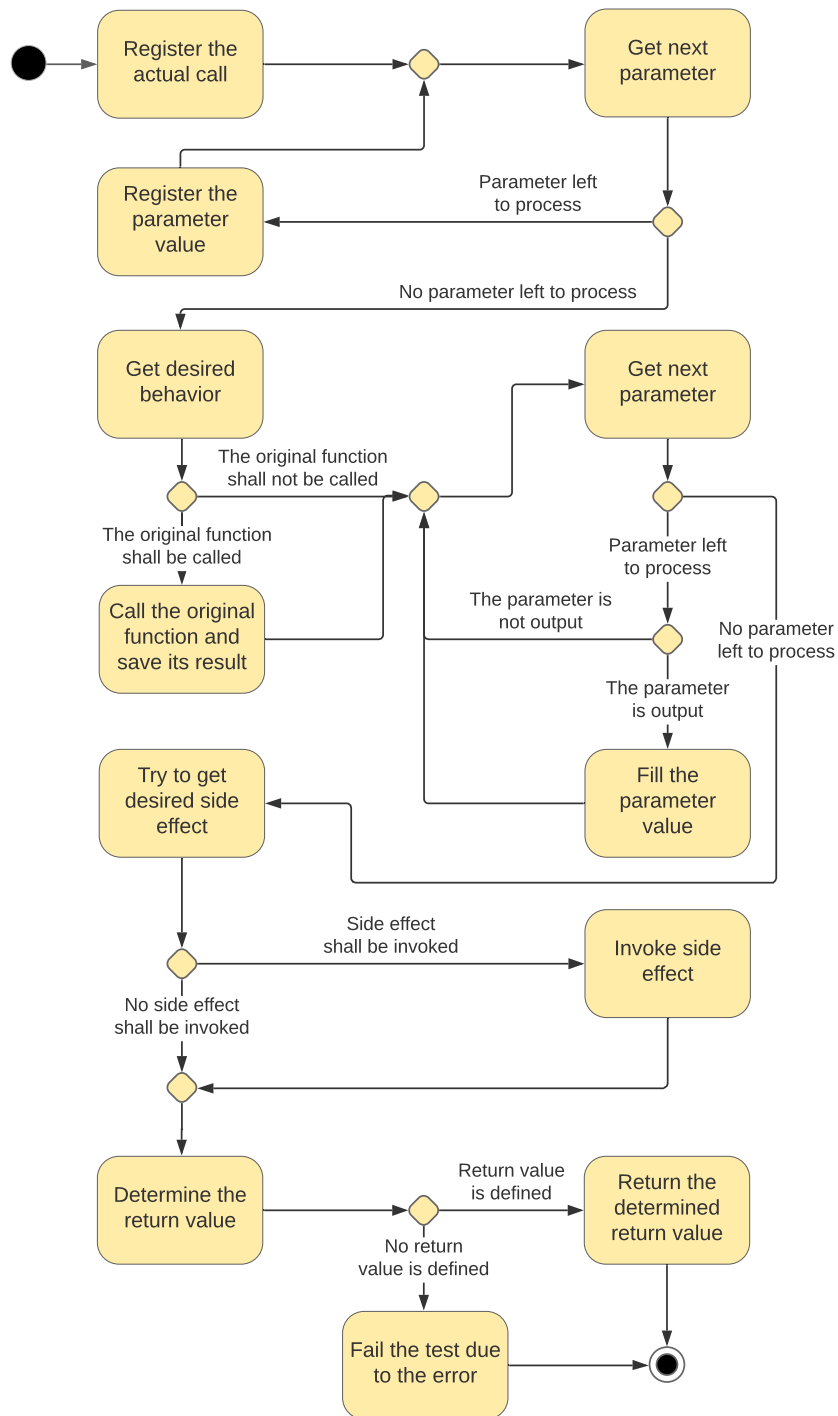 Register the
actual call
Get next
parameter
Register the
parameter
value
Parameter left
to process
No parameter left to process
Get desired
behavior
Get next
parameter
The original function
shall not be called
The original function
shall be called
Parameter left
to process
Call the original
function and
save its result
The parameter is
not output
No parameter
left to process
The parameter
is output
Try to get
desired side
effect
Fill the
parameter
value
Side effect
shall be invoked
Invoke side
effect
No side effect
shall be invoked
Determine the
return value
Return value
is defined
Return the
determined
return value
No return
value is defined
Fail the test due
to the error